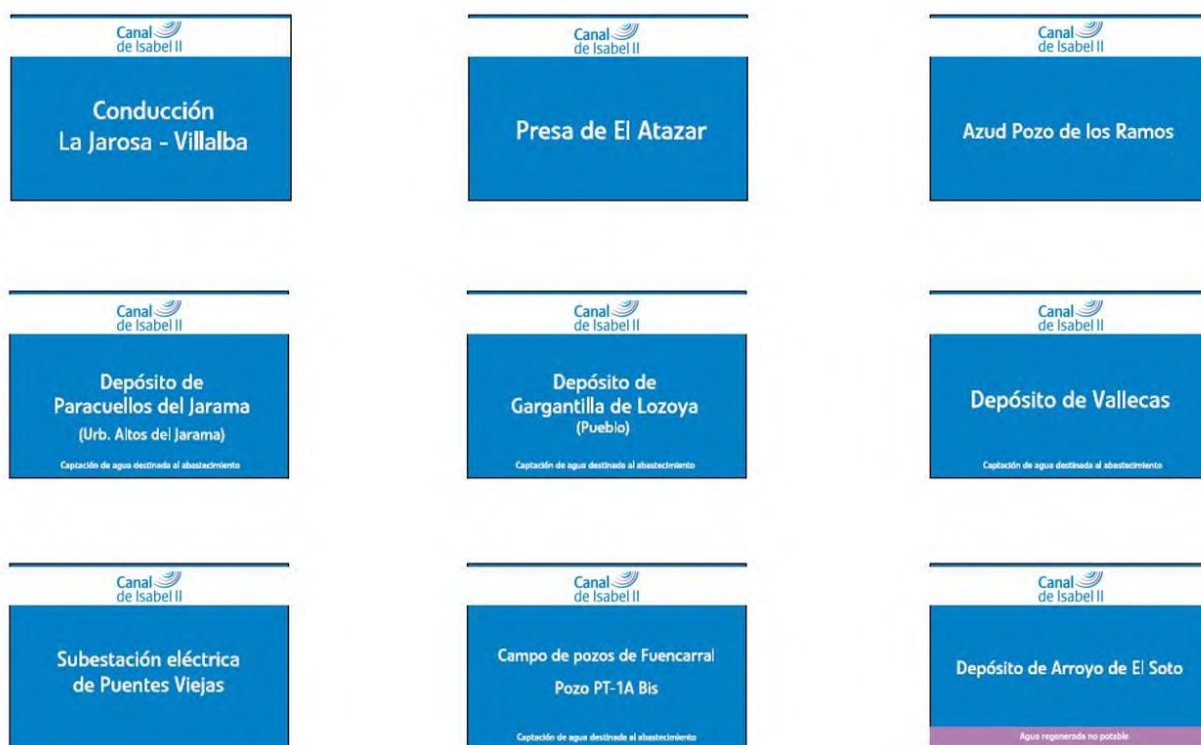 Canal
de Isabel II
Conducción
La Jarosa - Villalba
Canal
de Isabel II
Presa de El Atazar
Canal
de Isabel II
Azud Pozo de los Ramos
Canal
de Isabel II
Depósito de
Paracuellos del Jarama
(Urb. Altos del Jarama)
Captación de agua destinada al abastecimiento
Canal
de Isabel II
Depósito de
Gargantilla de Lozoya
(Pueblo)
Captación de agua destinada al abastecimiento
Canal
de Isabel II
Depósito de Vallecas
Captación de agua destinada al abastecimiento
Canal
de Isabel II
Subestación eléctrica
de Puentes Viejas
Canal
de Isabel II
Campo de pozos de Fuencarral
Pozo PT-1A Bis
Captación de agua destinada al abastecimiento
Canal
de Isabel II
Depósito de Arroyo de El Soto
Agua regenerada no potable